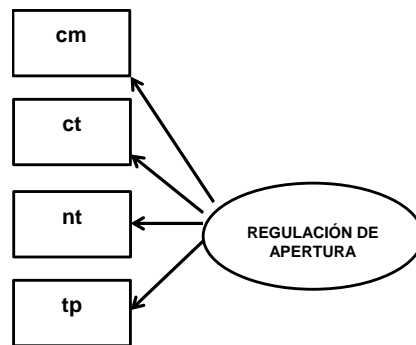 cm
ct
nt
REGULACIÓN DE
APERTURA
tp